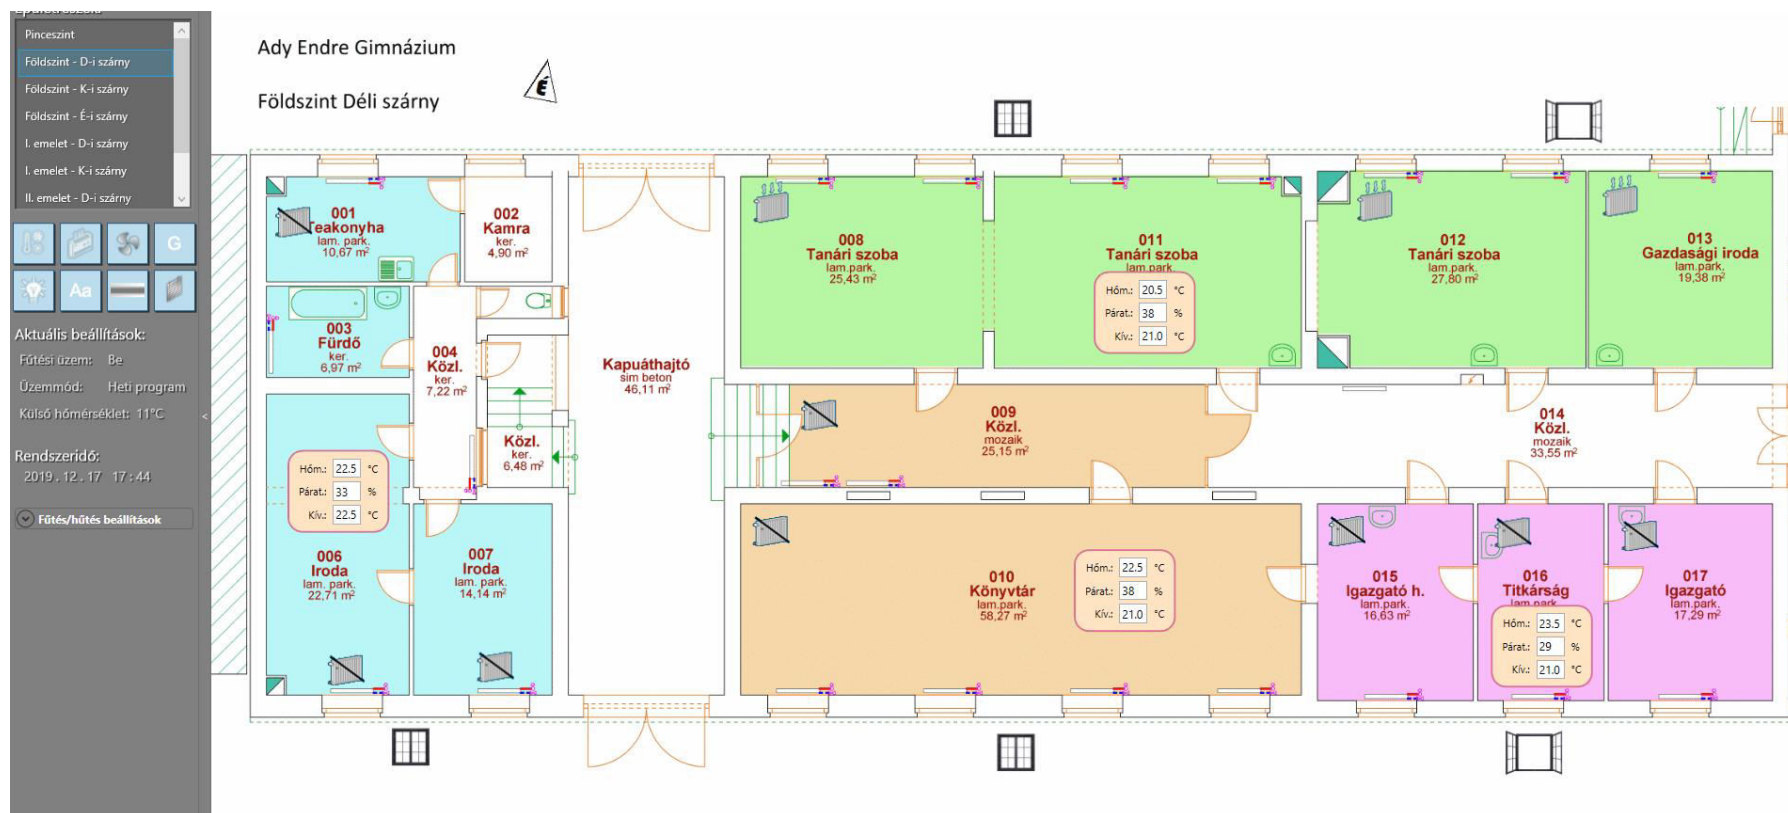 Pinceszint
Földszint - D-i szárny
Földszint - K-i szárny
Földszint - É-i szárny
I. emelet - D-i szárny
I. emelet - K-i szárny
II. emelet - D-i szárny
G
Aa
Aktuális beállítások:
Fűtési üzem: Be
Üzemmód: Heti program
Külső hőmérséklet: 11°C
Rendszeridő:
2019. 12. 17 17:44
Fűtés/hűtés beállítások
<
Ady Endre Gimnázium
Földszint Déli szárny
É
001
Teakonyha
lam. park.
10,67 m²
002
Kamra
ker.
4,90 m²
003
Fürdő
ker.
6,97 m²
004
Közl.
ker.
7,22 m²
Közl.
ker.
6,48 m²
Kapuáthajtó
sim beton
46,11 m²
Hőm.: 22.5 °C
Párat.: 33 %
Kív.: 22.5 °C
006
Iroda
lam. park.
22,71 m²
007
Iroda
lam. park.
14,14 m²
008
Tanári szoba
lam.park.
25,43 m²
011
Tanári szoba
lam.park.
Hőm.: 20.5 °C
Párat.: 38 %
Kív.: 21.0 °C
012
Tanári szoba
lam.park.
27,80 m²
013
Gazdasági iroda
lam.park.
19,38 m²
009
Közl.
mozaik
25,15 m²
014
Közl.
mozaik
33,55 m²
010
Könyvtár
lam.park.
58,27 m²
Hőm.: 22.5 °C
Párat.: 38 %
Kív.: 21.0 °C
015
Igazgató h.
lam.park.
16,63 m²
016
Titkárság
lam.park.
Hőm.: 23.5 °C
Párat.: 29 %
Kív.: 21.0 °C
017
Igazgató
lam.park.
17,29 m²